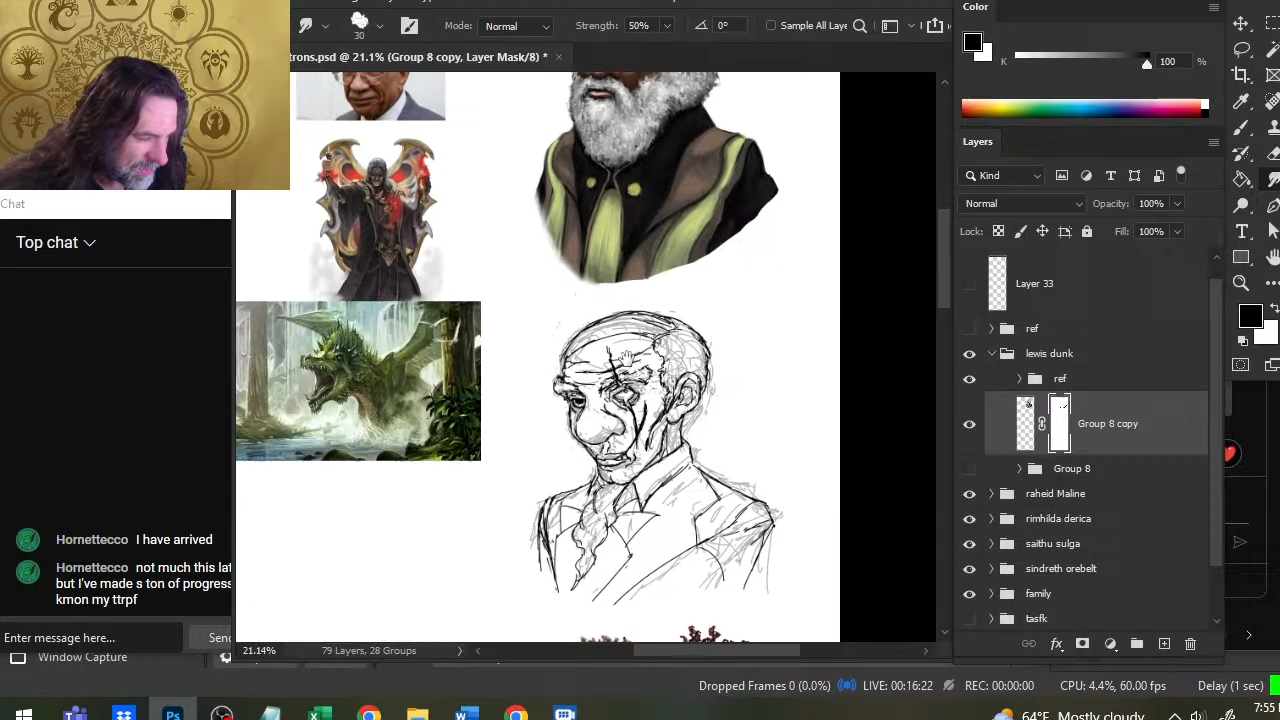 30
Mode:
Normal
Strength:
50%
0°
Sample All Laye
Color
K
100
%
trons.psd @ 21.1% (Group 8 copy, Layer Mask/8) *
Layers
Kind
Normal
Opacity:
100%
Lock:
Fill:
100%
Layer 33
ref
lewis dunk
ref
Group 8 copy
Group 8
raheid Maline
rimhilda derica
saithu sulga
sindreth orebelt
family
tasfk
Chat
Top chat
Hornettecco I have arrived
Hornettecco not much this lat
but I've made s ton of progress
kmon my ttrpf
Enter message here...
Sen
21.14%
79 Layers, 28 Groups
Window Capture
Dropped Frames 0 (0.0%)
LIVE: 00:16:22
REC: 00:00:00
CPU: 4.4%, 60.00 fps
Delay (1 sec)
64°F Mostly cloudy
7:55